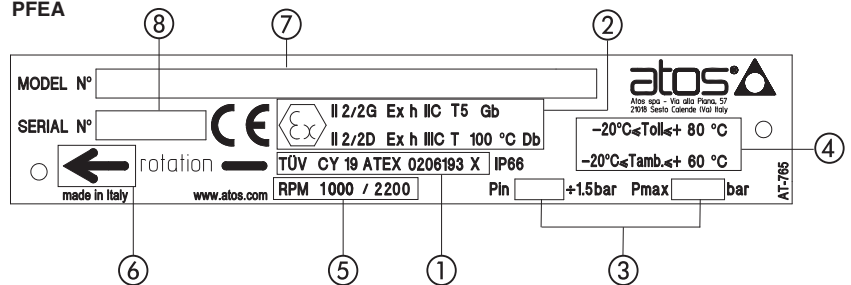 PFEA
⑧ ⑦ ②
MODEL Nº
atos
Atos spa - Via alla Piana, 57
21018 Sesto Calende (Va) Italy
SERIAL Nº
CE
Ex
II 2/2G Ex h IIC T5 Gb
II 2/2D Ex h IIIC T 100 °C Db
-20°C≤Toil≤+ 80 °C
-20°C≤Tamb.≤+ 60 °C
④
rotation
TÜV CY 19 ATEX 0206193 X IP66
made in Italy
www.atos.com
RPM 1000 / 2200
Pin ÷1.5bar Pmax bar
AT-765
⑥ ⑤ ① ③